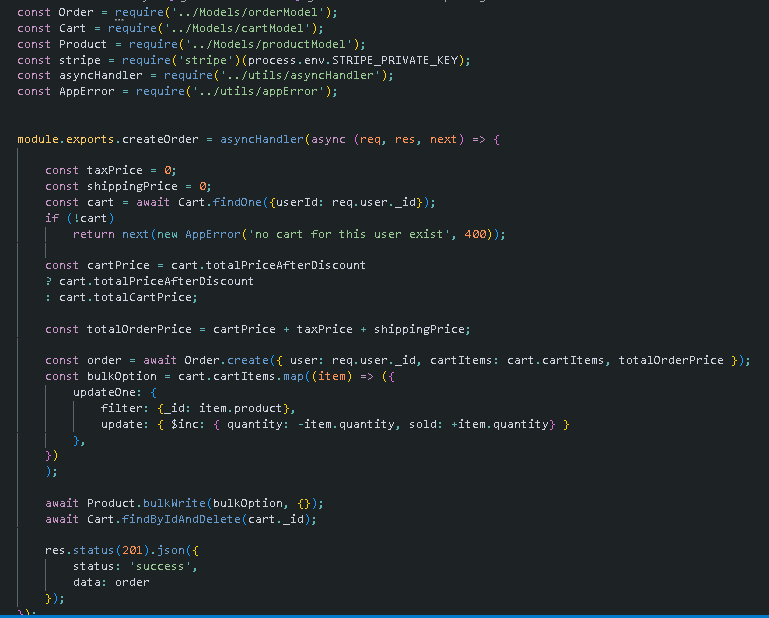 const Order = require('../Models/orderModel');
const Cart = require('../Models/cartModel');
const Product = require('../Models/productModel');
const stripe = require('stripe')(process.env.STRIPE_PRIVATE_KEY);
const asyncHandler = require('../utils/asyncHandler');
const AppError = require('../utils/appError');
module.exports.createOrder = asyncHandler(async (req, res, next) => {
const taxPrice = 0;
const shippingPrice = 0;
const cart = await Cart.findOne({userId: req.user._id});
if (!cart)
return next(new AppError('no cart for this user exist', 400));
const cartPrice = cart.totalPriceAfterDiscount
? cart.totalPriceAfterDiscount
: cart.totalCartPrice;
const totalOrderPrice = cartPrice + taxPrice + shippingPrice;
const order = await Order.create({ user: req.user._id, cartItems: cart.cartItems, totalOrderPrice });
const bulkOption = cart.cartItems.map((item) => ({
updateOne: {
filter: {_id: item.product},
update: { $inc: { quantity: -item.quantity, sold: +item.quantity} }
},
})
);
await Product.bulkWrite(bulkOption, {});
await Cart.findByIdAndDelete(cart._id);
res.status(201).json({
status: 'success',
data: order
});
});